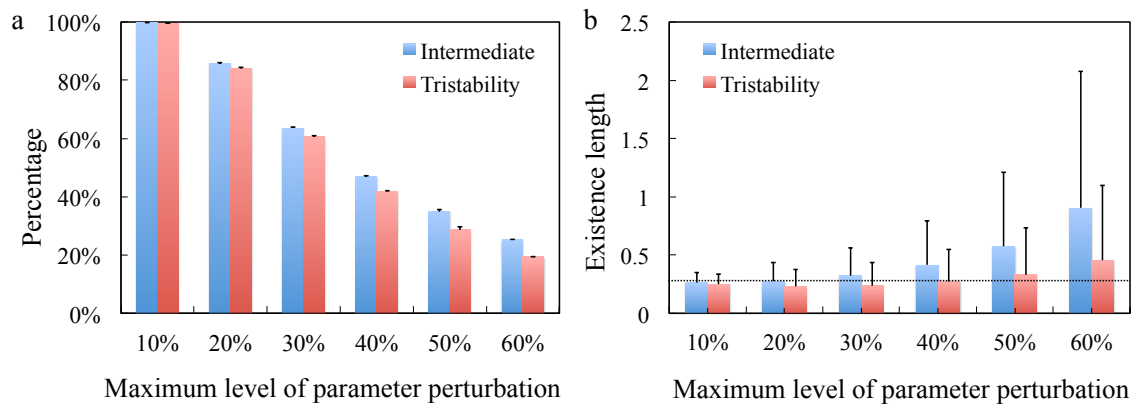 a
100%
80%
60%
40%
20%
0%
Percentage
Intermediate
Tristability
10% 20% 30% 40% 50% 60%
Maximum level of parameter perturbation
b
2.5
2
1.5
1
0.5
0
Existence length
Intermediate
Tristability
10% 20% 30% 40% 50% 60%
Maximum level of parameter perturbation